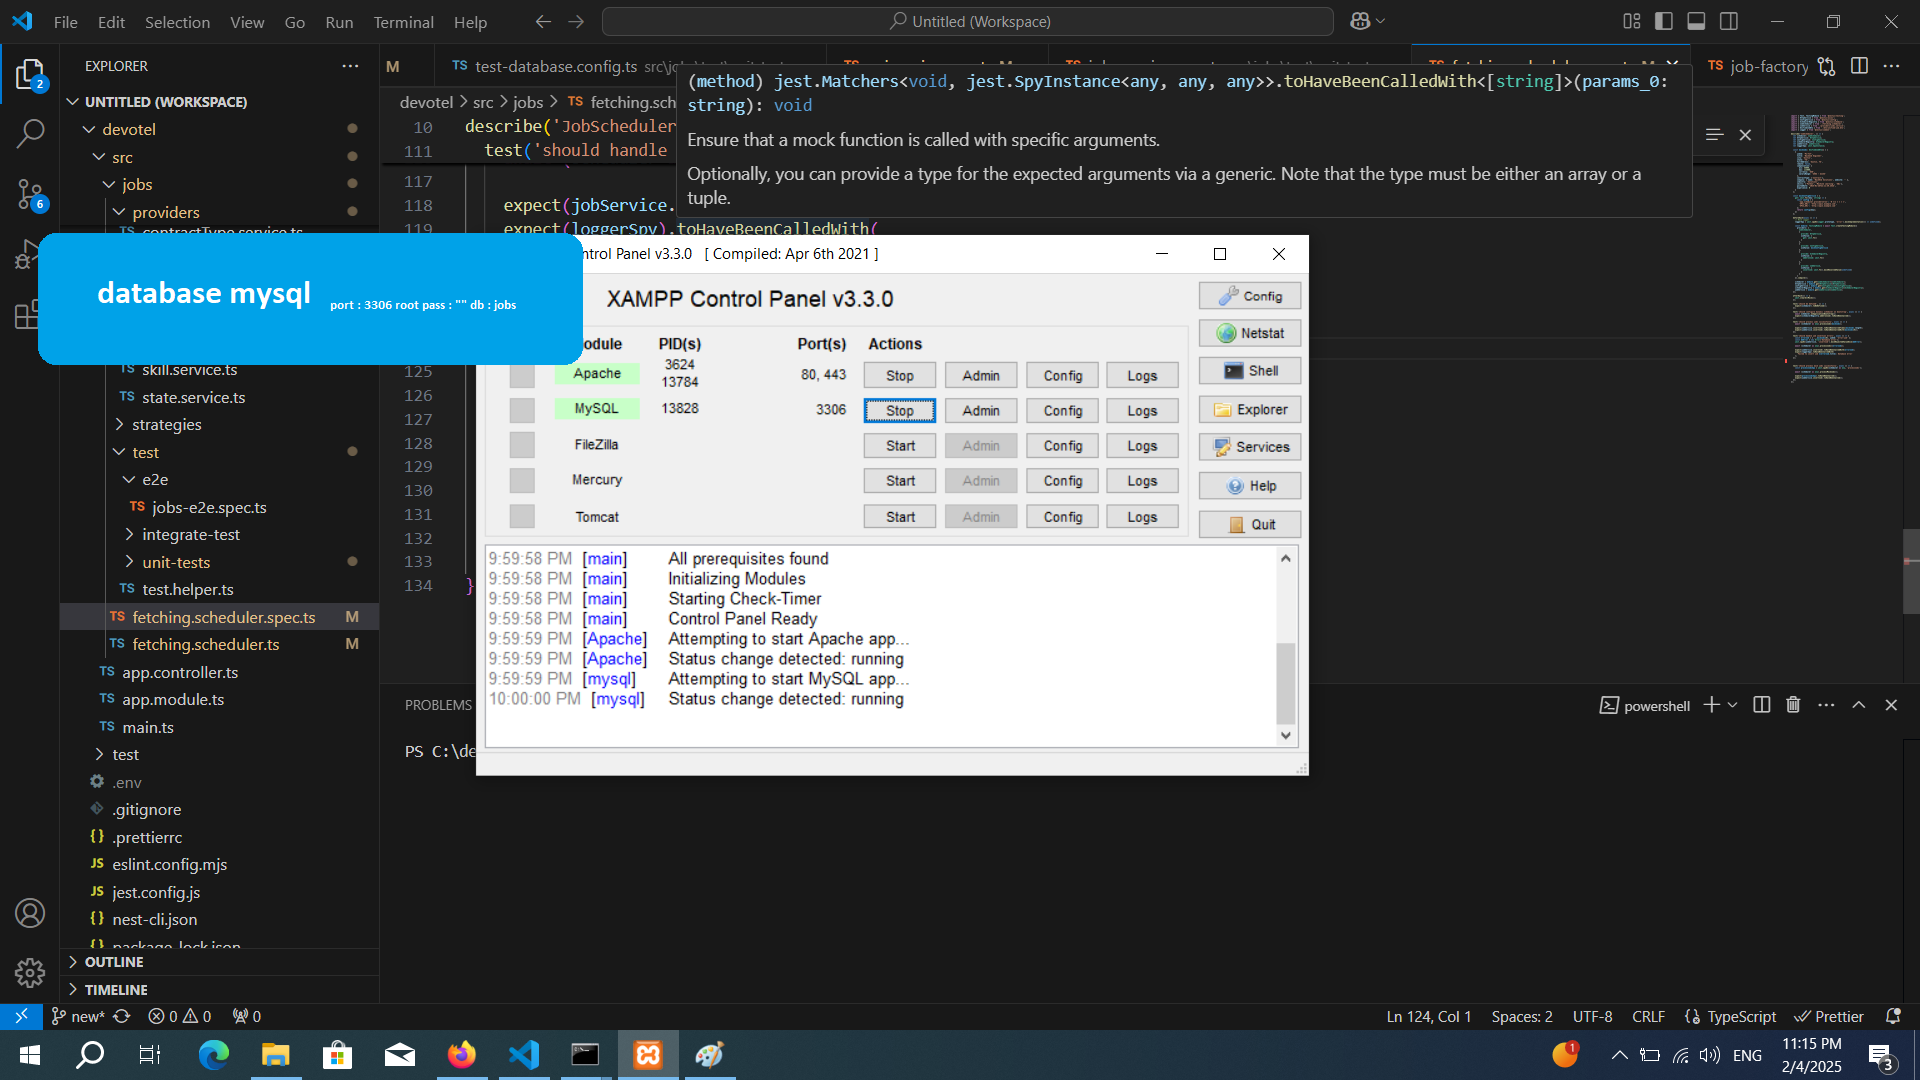 File Edit Selection View Go Run Terminal Help
Untitled (Workspace)
EXPLORER
UNTITLED (WORKSPACE)
devotel
src
jobs
providers
contractType.service.ts
skill.service.ts
state.service.ts
strategies
test
e2e
TS jobs-e2e.spec.ts
integrate-test
unit-tests
TS test.helper.ts
TS fetching.scheduler.spec.ts M
TS fetching.scheduler.ts M
TS app.controller.ts
TS app.module.ts
TS main.ts
test
.env
.gitignore
{} .prettierrc
JS eslint.config.mjs
JS jest.config.js
{} nest-cli.json
{} package-lock.json
OUTLINE
TIMELINE
2
6
M
TS test-database.config.ts
TS job-factory
devotel > src > jobs > TS fetching.sch
10 describe('JobScheduler
111 test('should handle
117
118 expect(jobService.
119 expect(loggerSpy).toHaveBeenCalledWith(
125
126
127
128
129
130
131
132
133
134 }
(method) jest.Matchers<void, jest.SpyInstance<any, any, any>>.toHaveBeenCalledWith<[string]>(params_0:
string): void
Ensure that a mock function is called with specific arguments.
Optionally, you can provide a type for the expected arguments via a generic. Note that the type must be either an array or a
tuple.
database mysql port : 3306 root pass : "" db : jobs
ntrol Panel v3.3.0 [ Compiled: Apr 6th 2021 ]
XAMPP Control Panel v3.3.0
odule PID(s) Port(s) Actions
Apache 3624
13784 80, 443 Stop Admin Config Logs
MySQL 13828 3306 Stop Admin Config Logs
FileZilla Start Admin Config Logs
Mercury Start Admin Config Logs
Tomcat Start Admin Config Logs
Config
Netstat
Shell
Explorer
Services
Help
Quit
9:59:58 PM [main] All prerequisites found
9:59:58 PM [main] Initializing Modules
9:59:58 PM [main] Starting Check-Timer
9:59:58 PM [main] Control Panel Ready
9:59:59 PM [Apache] Attempting to start Apache app...
9:59:59 PM [Apache] Status change detected: running
9:59:59 PM [mysql] Attempting to start MySQL app...
10:00:00 PM [mysql] Status change detected: running
PROBLEMS
powershell
PS C:\de
new* 0 0 0
Ln 124, Col 1 Spaces: 2 UTF-8 CRLF {} TypeScript Prettier
1
ENG
11:15 PM
2/4/2025
3